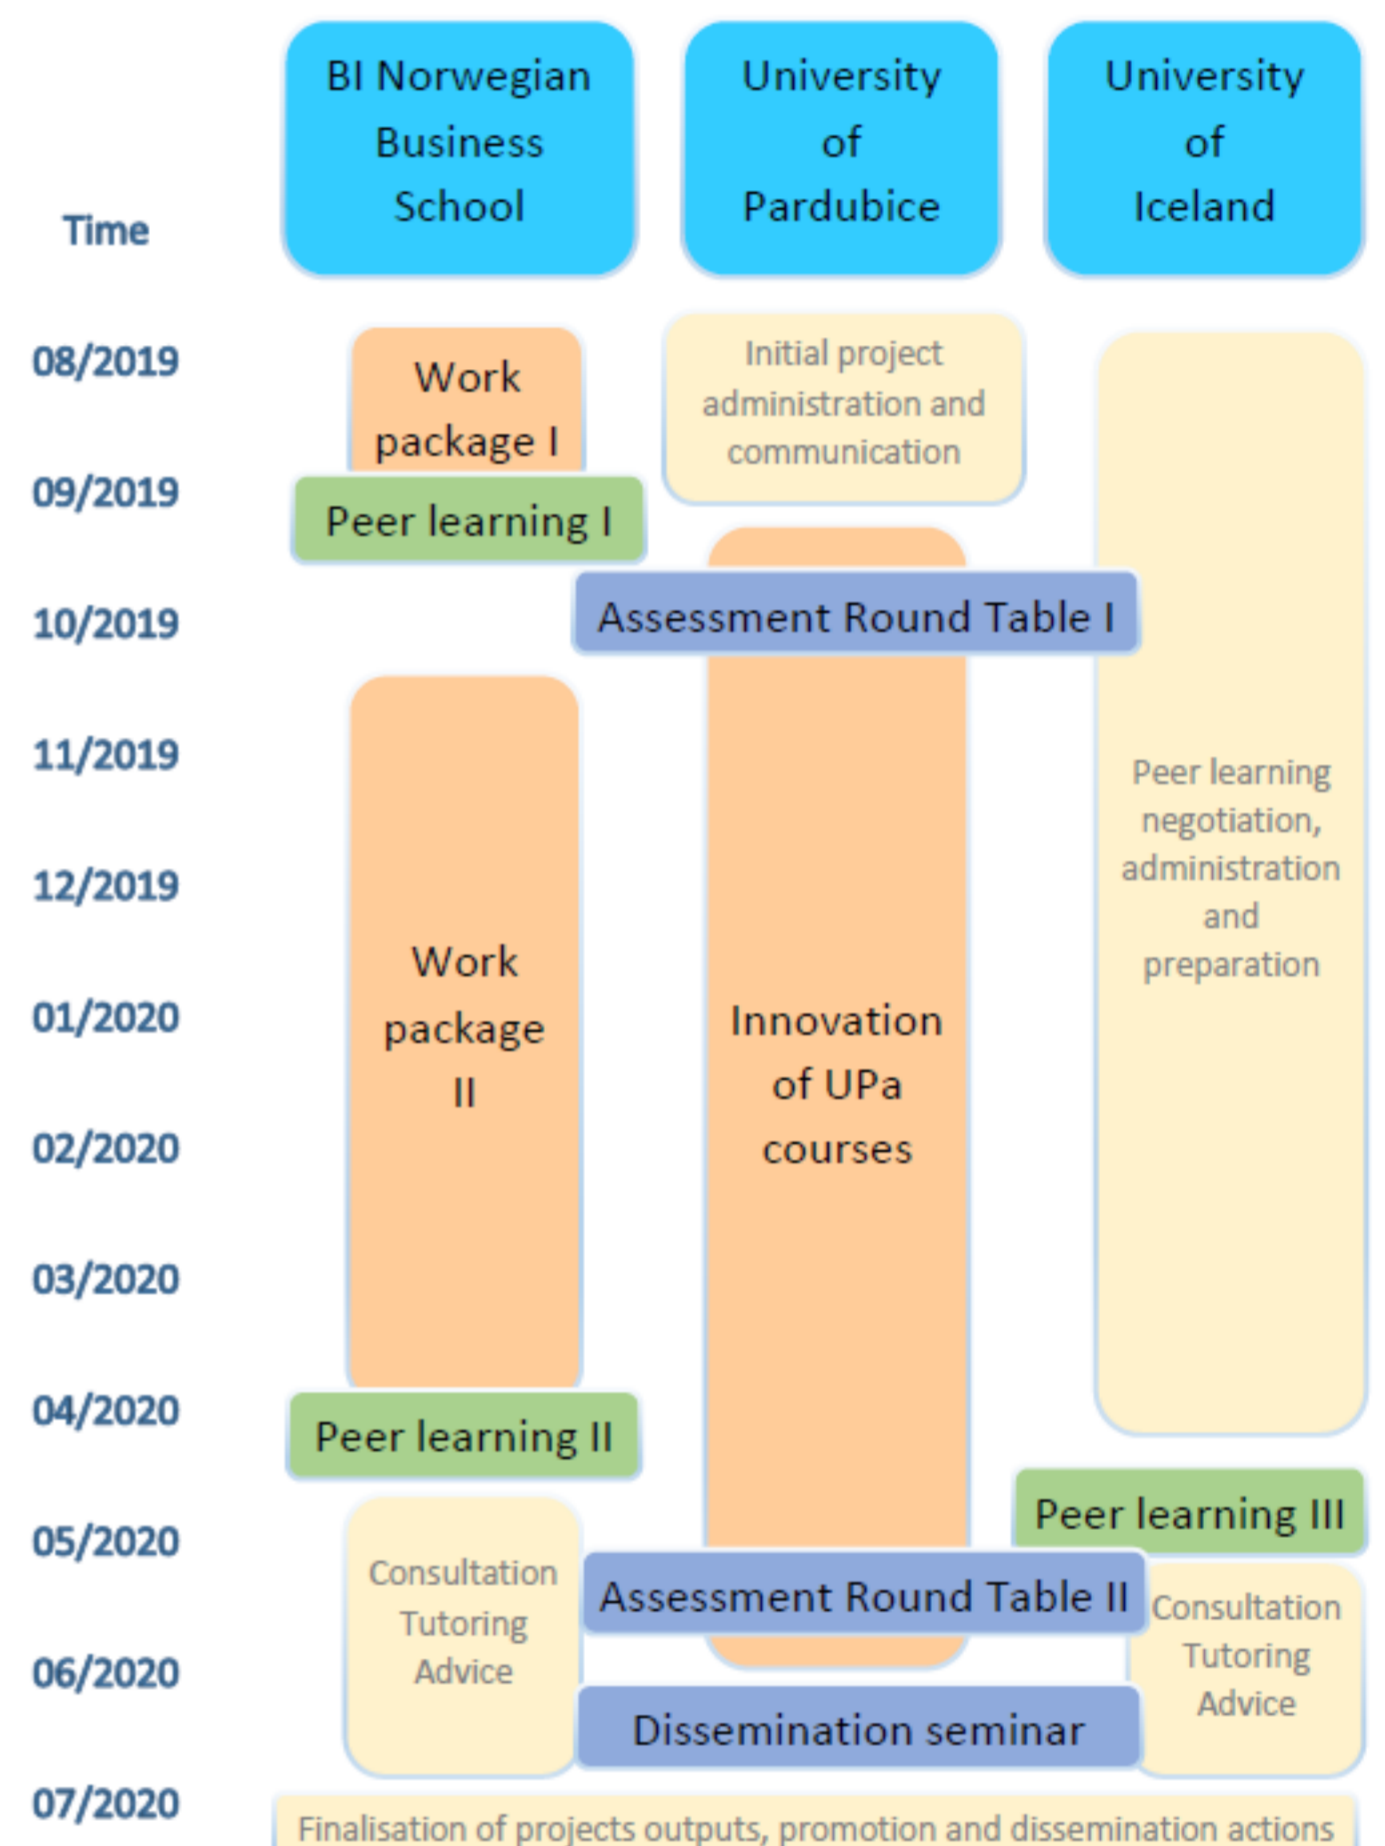 BI Norwegian
Business
School
University
of
Pardubice
University
of
Iceland
Time
08/2019
09/2019
10/2019
11/2019
12/2019
01/2020
02/2020
03/2020
04/2020
05/2020
06/2020
07/2020
Work
package I
Peer learning I
Work
package
II
Peer learning II
Consultation
Tutoring
Advice
Initial project
administration and
communication
Assessment Round Table I
Innovation
of UPa
courses
Assessment Round Table II
Dissemination seminar
Peer learning
negotiation,
administration
and
preparation
Peer learning III
Consultation
Tutoring
Advice
Finalisation of projects outputs, promotion and dissemination actions